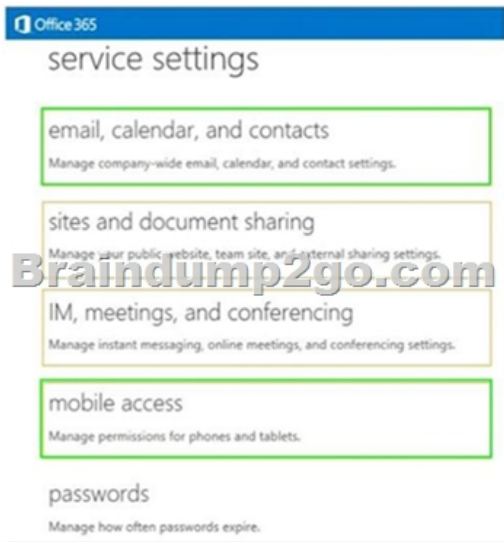 Office 365
service settings
email, calendar, and contacts
Manage company-wide email, calendar, and contact settings.
sites and document sharing
Manage your public website, team site, and external sharing settings.
Braindump2go.com
IM, meetings, and conferencing
Manage instant messaging, online meetings, and conferencing settings.
mobile access
Manage permissions for phones and tablets.
passwords
Manage how often passwords expire.